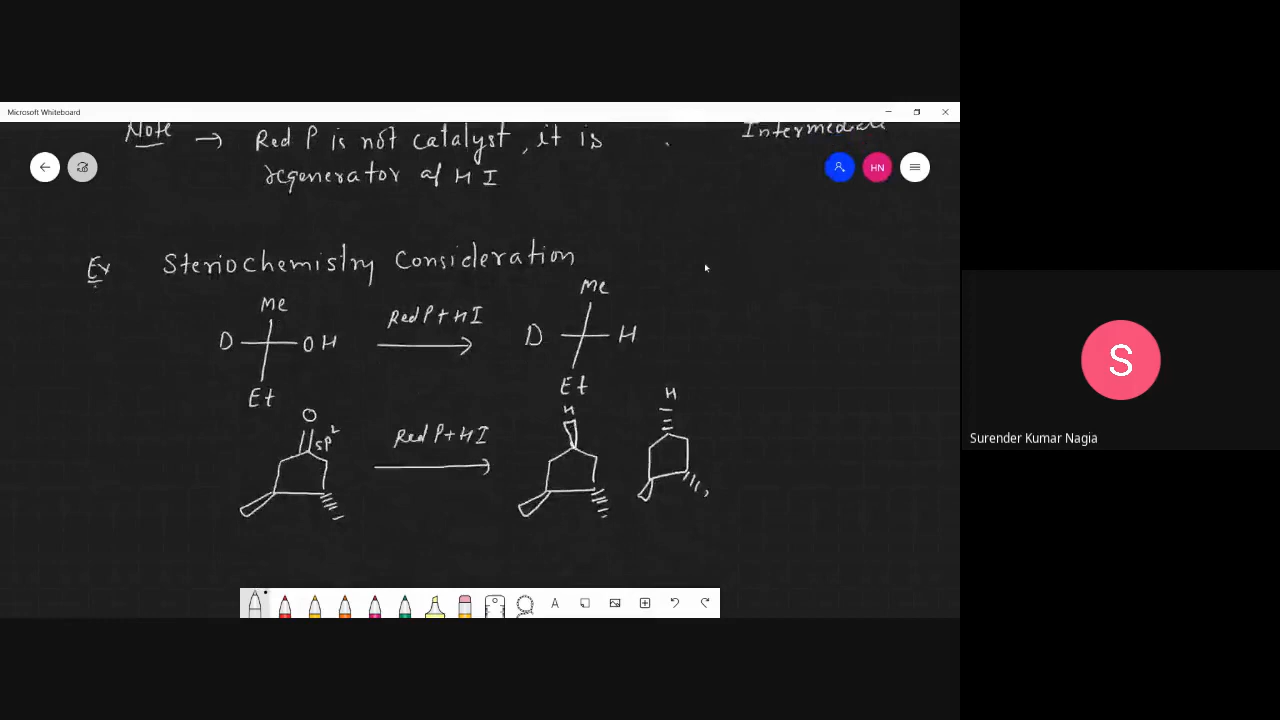 Microsoft Whiteboard
Note → Red P is not catalyst, it is
Intermediate
regenerator of HI
HN
Ex Steriochemistry Consideration
Me
Me
Red P + HI
D OH
D H
Et
Et
O
H
H
sp2
Red P + HI
S
Surender Kumar Nagia
A